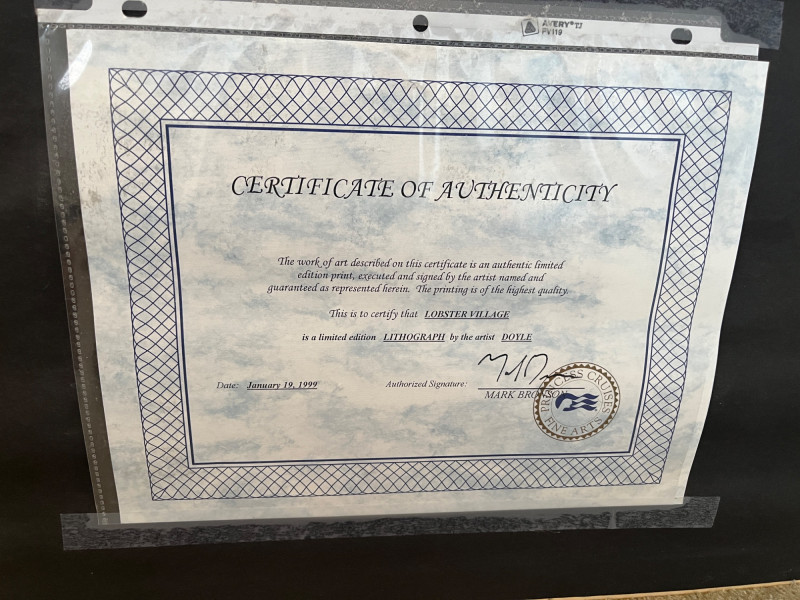 AVERY® TJ
PV119
CERTIFICATE OF AUTHENTICITY
The work of art described on this certificate is an authentic limited
edition print, executed and signed by the artist named and
guaranteed as represented herein. The printing is of the highest quality.
This is to certify that LOBSTER VILLAGE
is a limited edition LITHOGRAPH by the artist DOYLE
Date: January 19, 1999 Authorized Signature:
MARK BRONSON
PRINCESS CRUISES
FINE ARTS